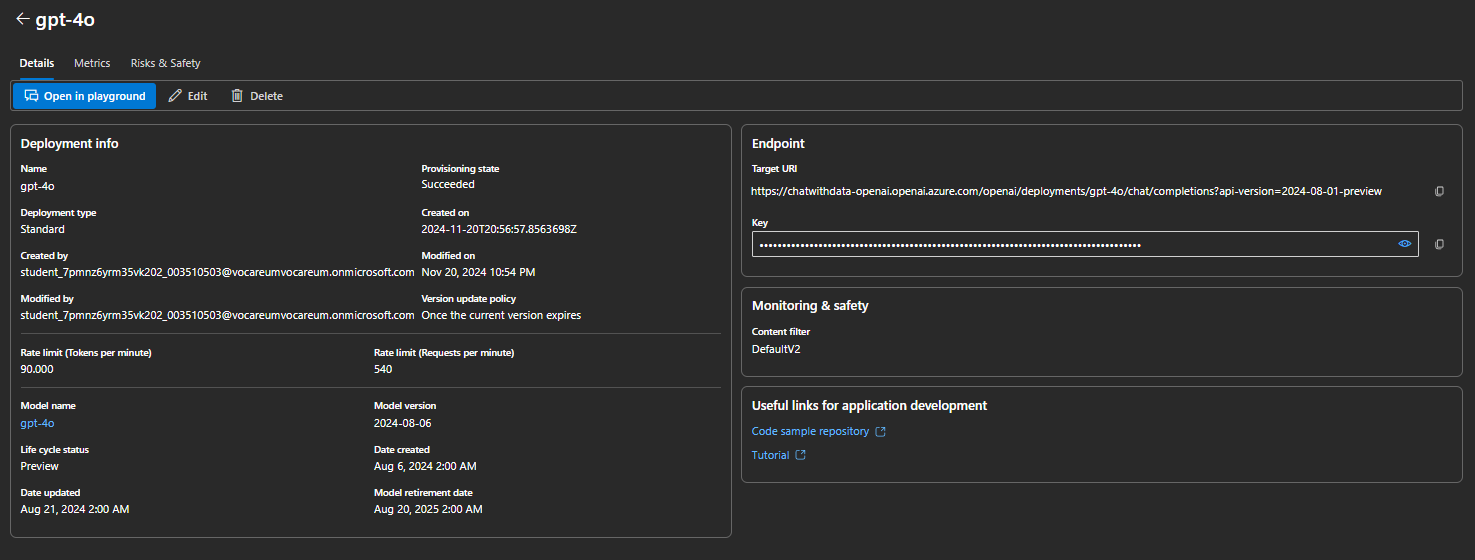 gpt-4o
Details Metrics Risks & Safety
Open in playground Edit Delete
Deployment info
Name Provisioning state
gpt-4o Succeeded
Deployment type Created on
Standard 2024-11-20T20:56:57.8563698Z
Created by Modified on
student_7pmnz6yrm35vk202_003510503@vocareumvocareum.onmicrosoft.com Nov 20, 2024 10:54 PM
Modified by Version update policy
student_7pmnz6yrm35vk202_003510503@vocareumvocareum.onmicrosoft.com Once the current version expires
Rate limit (Tokens per minute) Rate limit (Requests per minute)
90.000 540
Model name Model version
gpt-4o 2024-08-06
Life cycle status Date created
Preview Aug 6, 2024 2:00 AM
Date updated Model retirement date
Aug 21, 2024 2:00 AM Aug 20, 2025 2:00 AM
Endpoint
Target URI
https://chatwithdata-openai.openai.azure.com/openai/deployments/gpt-4o/chat/completions?api-version=2024-08-01-preview
Key
Monitoring & safety
Content filter
DefaultV2
Useful links for application development
Code sample repository
Tutorial